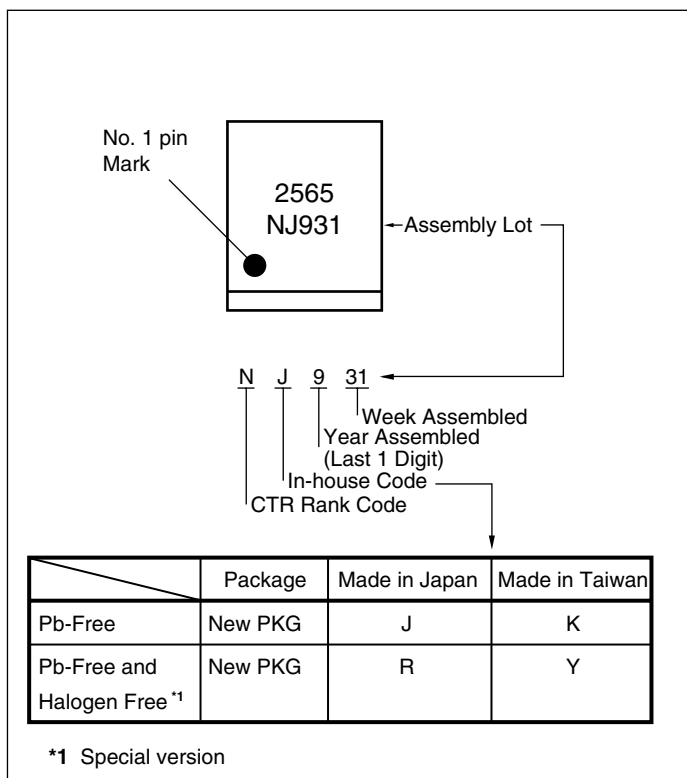 No. 1 pin
Mark
2565
NJ931
Assembly Lot
N J 9 31
Week Assembled
Year Assembled
(Last 1 Digit)
In-house Code
CTR Rank Code
Package Made in Japan Made in Taiwan
Pb-Free New PKG J K
Pb-Free and New PKG R Y
Halogen Free *1
*1 Special version